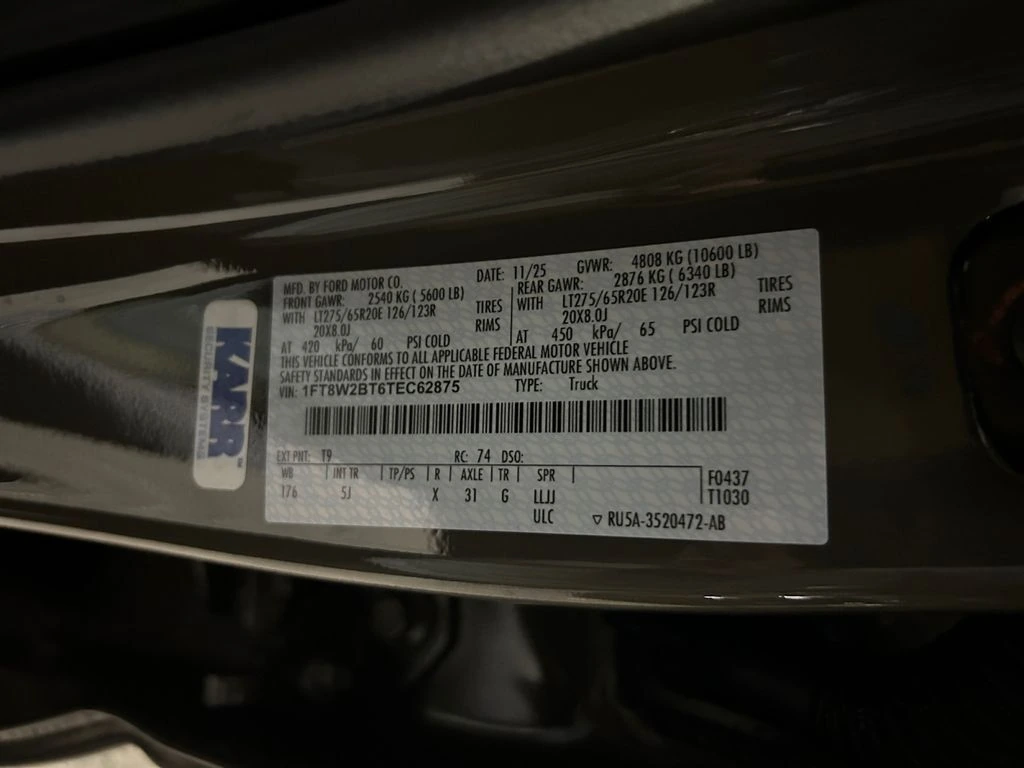 MFD. BY FORD MOTOR CO. DATE: 11/25 GVWR: 4808 KG (10600 LB)
FRONT GAWR: 2540 KG (5600 LB) REAR GAWR: 2876 KG ( 6340 LB)
WITH LT275/65R20E 126/123R TIRES WITH LT275/65R20E 126/123R TIRES
20X8.0J RIMS 20X8.0J RIMS
AT 420 kPa/ 60 PSI COLD AT 450 kPa/ 65 PSI COLD
THIS VEHICLE CONFORMS TO ALL APPLICABLE FEDERAL MOTOR VEHICLE
SAFETY STANDARDS IN EFFECT ON THE DATE OF MANUFACTURE SHOWN ABOVE.
VIN: 1FT8W2BT6TEC62875 TYPE: Truck
EXT PNT: T9 RC: 74 DSO:
WB INT TR TP/PS R AXLE TR SPR F0437
176 5J X 31 G LLJJ T1030
ULC RU5A-3520472-AB
KARR™
SECURITY SYSTEMS